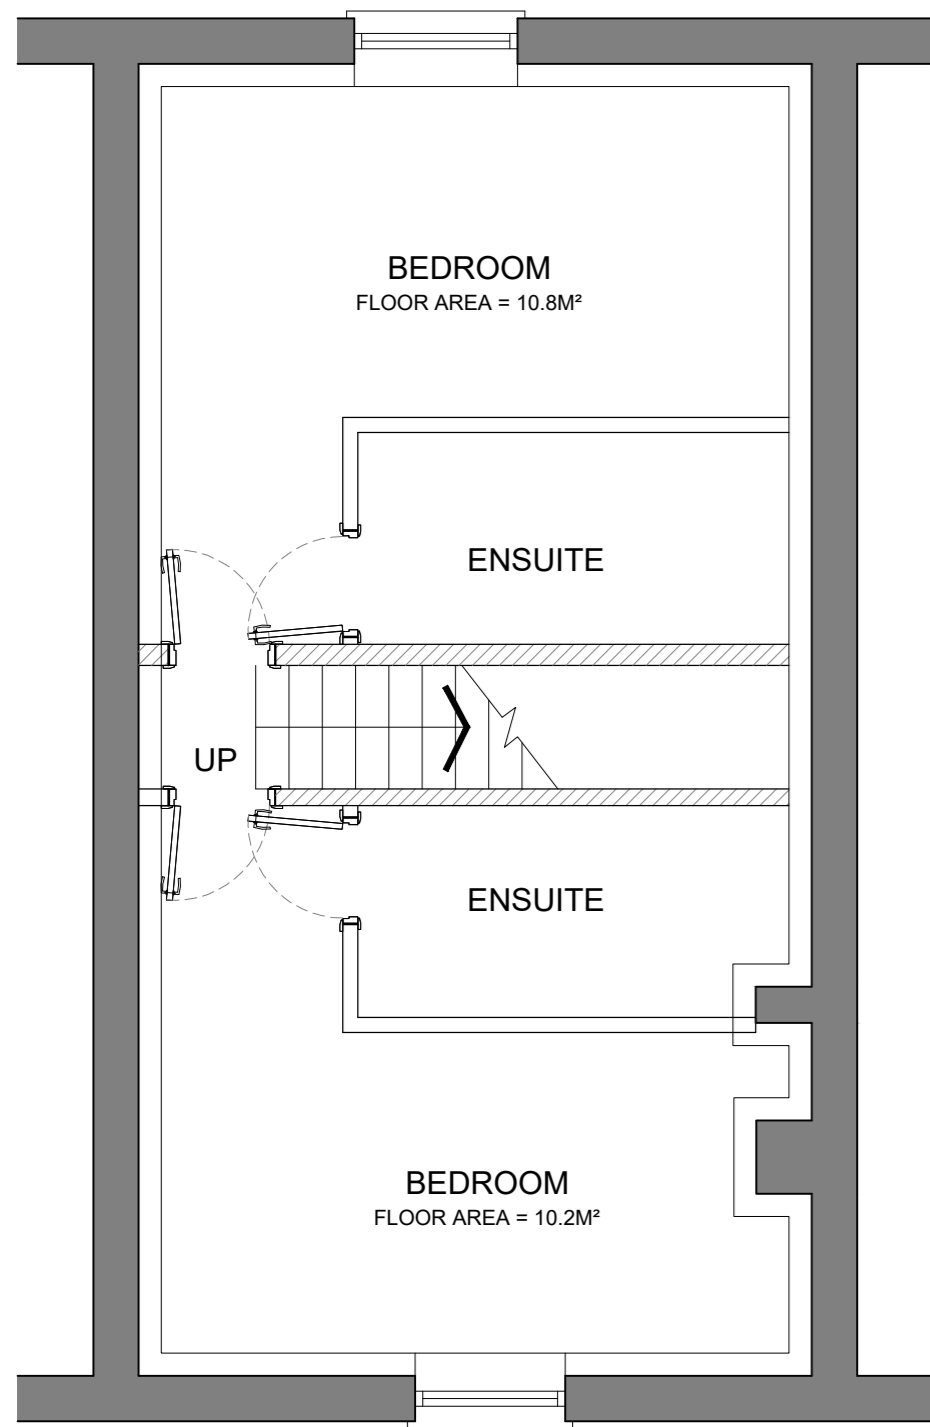 BEDROOM
FLOOR AREA = 10.8M²
ENSUITE
UP
ENSUITE
BEDROOM
FLOOR AREA = 10.2M²